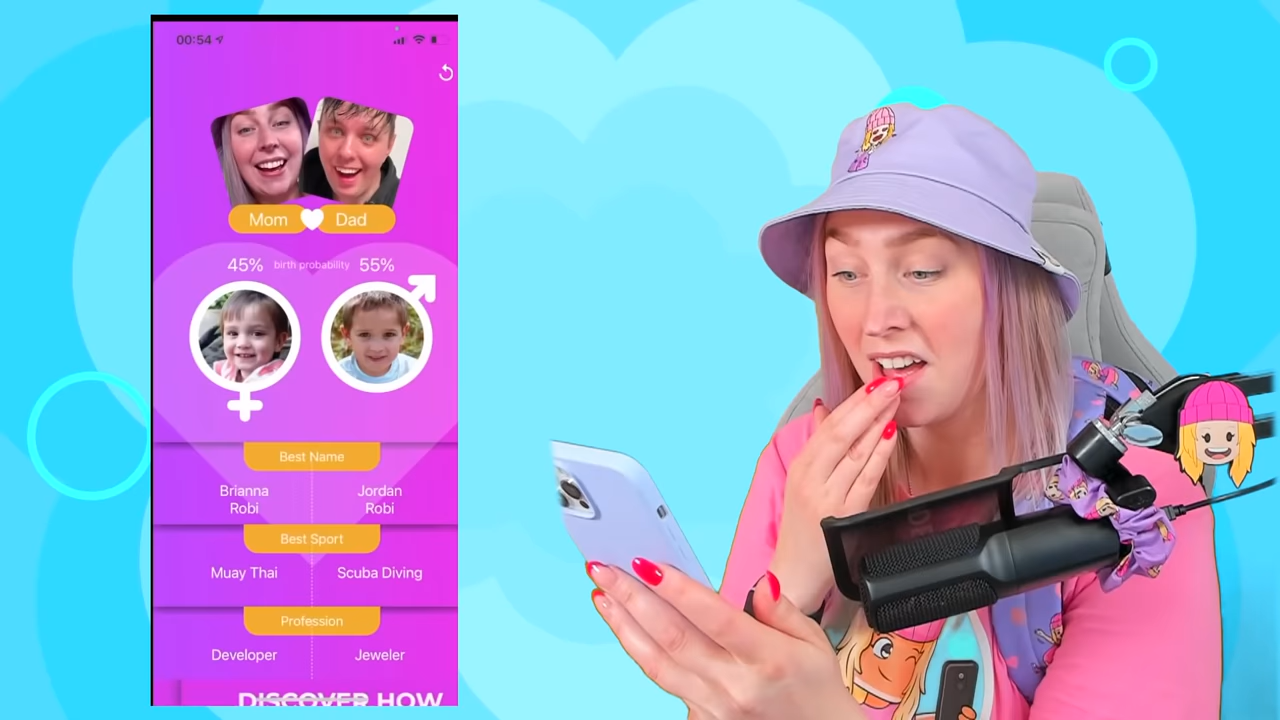 00:54
Mom Dad
45% birth probability 55%
Best Name
Brianna Jordan
Robi Robi
Best Sport
Muay Thai Scuba Diving
Profession
Developer Jeweler
DISCOVER HOW